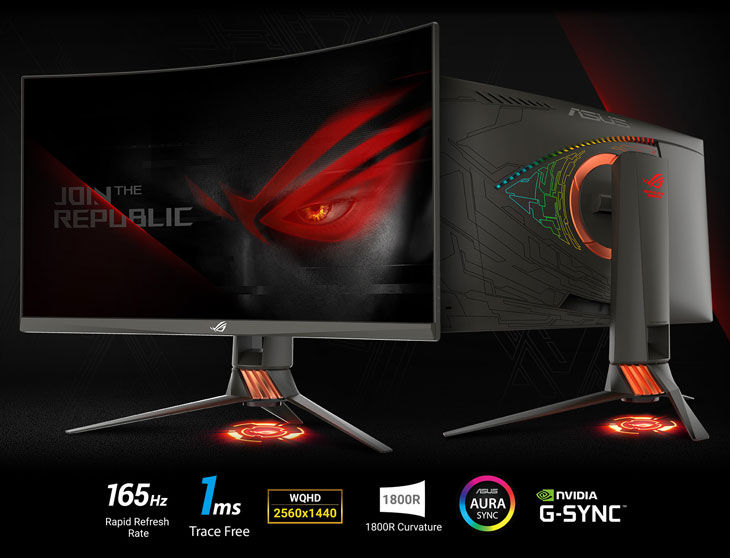 JOIN THE
REPUBLIC
ASUS
165Hz
Rapid Refresh
Rate
1ms
Trace Free
WQHD
2560x1440
1800R
1800R Curvature
ASUS
AURA
SYNC
NVIDIA
G-SYNC™